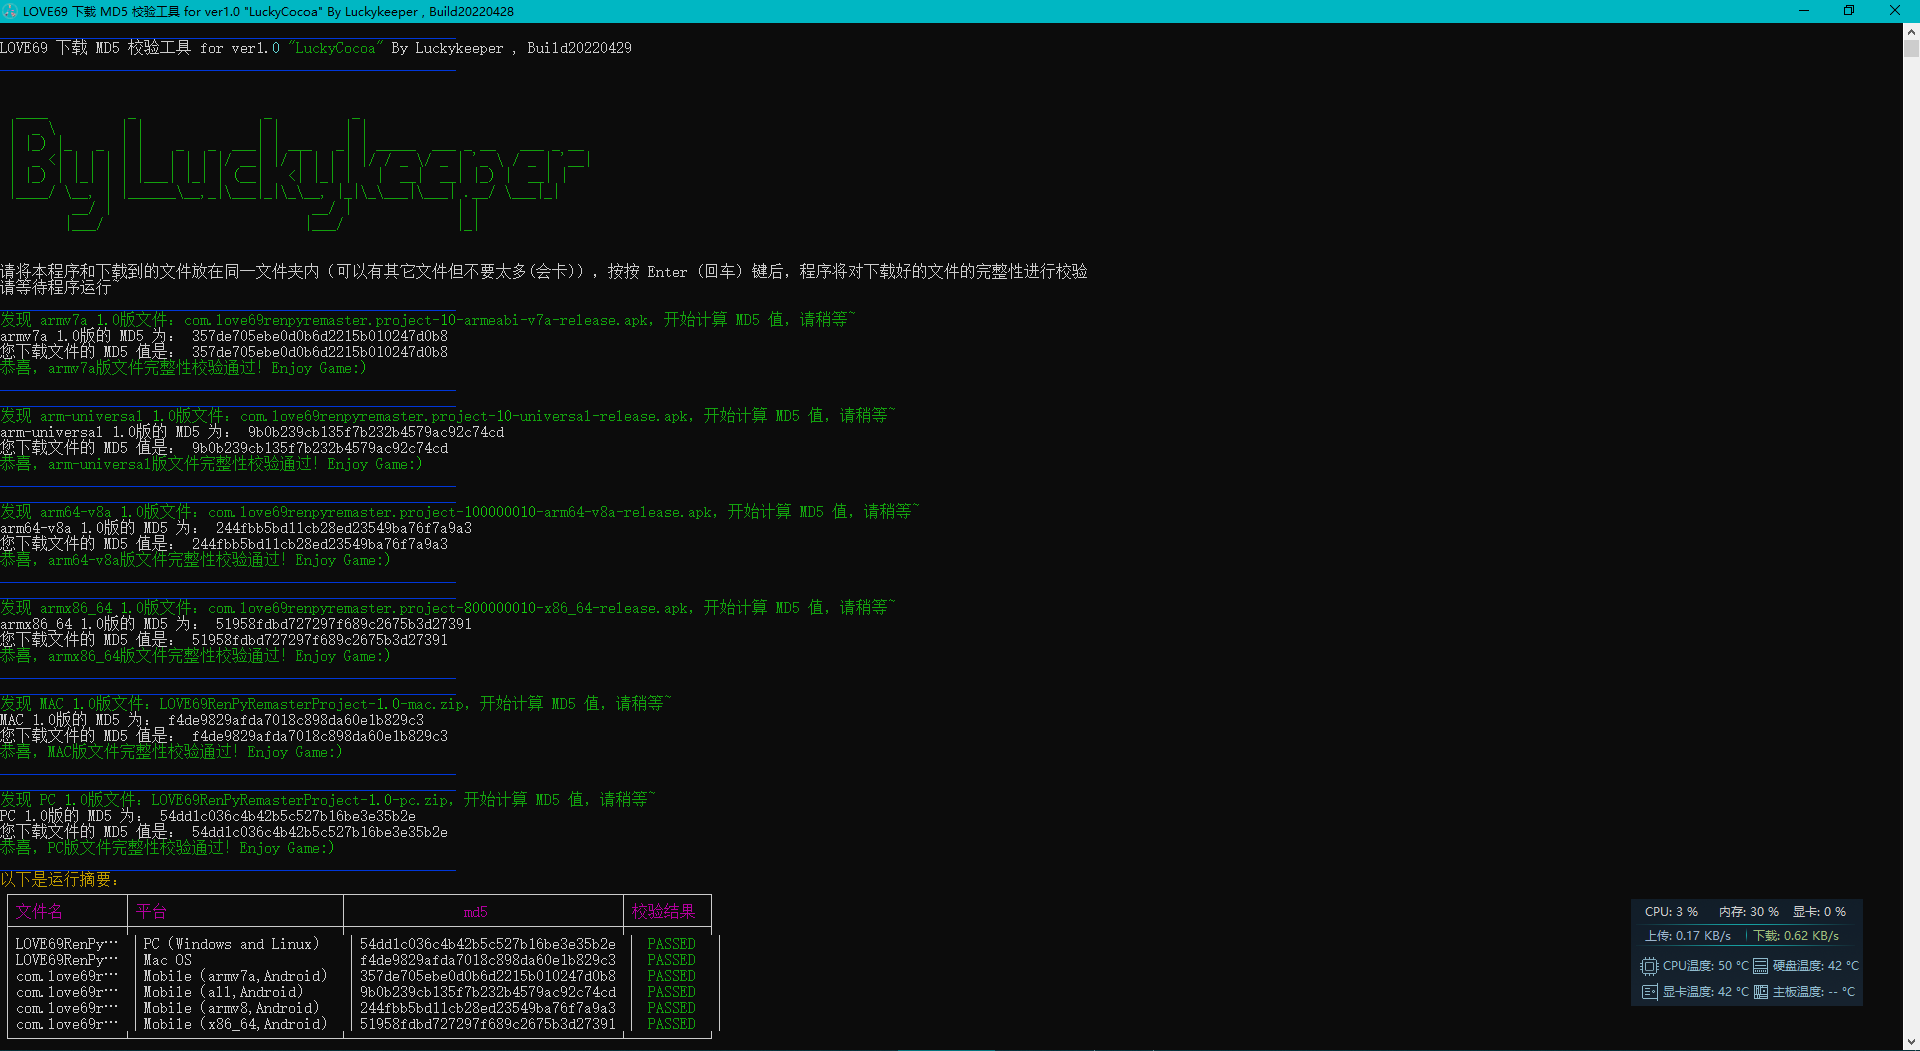 LOVE69 下载 MD5 校验工具 for ver1.0 "LuckyCocoa" By Luckykeeper , Build20220428
LOVE69 下载 MD5 校验工具 for ver1.0 "LuckyCocoa" By Luckykeeper , Build20220429
By Luckykeeper
请将本程序和下载到的文件放在同一文件夹内（可以有其它文件但不要太多(会卡)），按按 Enter（回车）键后，程序将对下载好的文件的完整性进行校验
请等待程序运行~
发现 armv7a 1.0版文件：com.love69renpyremaster.project-10-armeabi-v7a-release.apk，开始计算 MD5 值，请稍等~
armv7a 1.0版的 MD5 为： 357de705ebe0d0b6d2215b010247d0b8
您下载文件的 MD5 值是： 357de705ebe0d0b6d2215b010247d0b8
恭喜，armv7a版文件完整性校验通过！Enjoy Game:)
发现 arm-universal 1.0版文件：com.love69renpyremaster.project-10-universal-release.apk，开始计算 MD5 值，请稍等~
arm-universal 1.0版的 MD5 为： 9b0b239cb135f7b232b4579ac92c74cd
您下载文件的 MD5 值是： 9b0b239cb135f7b232b4579ac92c74cd
恭喜，arm-universal版文件完整性校验通过！Enjoy Game:)
发现 arm64-v8a 1.0版文件：com.love69renpyremaster.project-100000010-arm64-v8a-release.apk，开始计算 MD5 值，请稍等~
arm64-v8a 1.0版的 MD5 为： 244fbb5bd11cb28ed23549ba76f7a9a3
您下载文件的 MD5 值是： 244fbb5bd11cb28ed23549ba76f7a9a3
恭喜，arm64-v8a版文件完整性校验通过！Enjoy Game:)
发现 armx86_64 1.0版文件：com.love69renpyremaster.project-800000010-x86_64-release.apk，开始计算 MD5 值，请稍等~
armx86_64 1.0版的 MD5 为： 51958fdbd727297f689c2675b3d27391
您下载文件的 MD5 值是： 51958fdbd727297f689c2675b3d27391
恭喜，armx86_64版文件完整性校验通过！Enjoy Game:)
发现 MAC 1.0版文件：LOVE69RenPyRemasterProject-1.0-mac.zip，开始计算 MD5 值，请稍等~
MAC 1.0版的 MD5 为： f4de9829afda7018c898da60e1b829c3
您下载文件的 MD5 值是： f4de9829afda7018c898da60e1b829c3
恭喜，MAC版文件完整性校验通过！Enjoy Game:)
发现 PC 1.0版文件：LOVE69RenPyRemasterProject-1.0-pc.zip，开始计算 MD5 值，请稍等~
PC 1.0版的 MD5 为： 54dd1c036c4b42b5c527b16be3e35b2e
您下载文件的 MD5 值是： 54dd1c036c4b42b5c527b16be3e35b2e
恭喜，PC版文件完整性校验通过！Enjoy Game:)
以下是运行摘要：
文件名 平台 md5 校验结果
LOVE69RenPy… PC（Windows and Linux） 54dd1c036c4b42b5c527b16be3e35b2e PASSED
LOVE69RenPy… Mac OS f4de9829afda7018c898da60e1b829c3 PASSED
com.love69r… Mobile（armv7a,Android） 357de705ebe0d0b6d2215b010247d0b8 PASSED
com.love69r… Mobile（all,Android） 9b0b239cb135f7b232b4579ac92c74cd PASSED
com.love69r… Mobile（armv8,Android） 244fbb5bd11cb28ed23549ba76f7a9a3 PASSED
com.love69r… Mobile（x86_64,Android） 51958fdbd727297f689c2675b3d27391 PASSED
CPU: 3 % 内存: 30 % 显卡: 0 %
上传: 0.17 KB/s 下载: 0.62 KB/s
CPU温度: 50 °C 硬盘温度: 42 °C
显卡温度: 42 °C 主板温度: -- °C